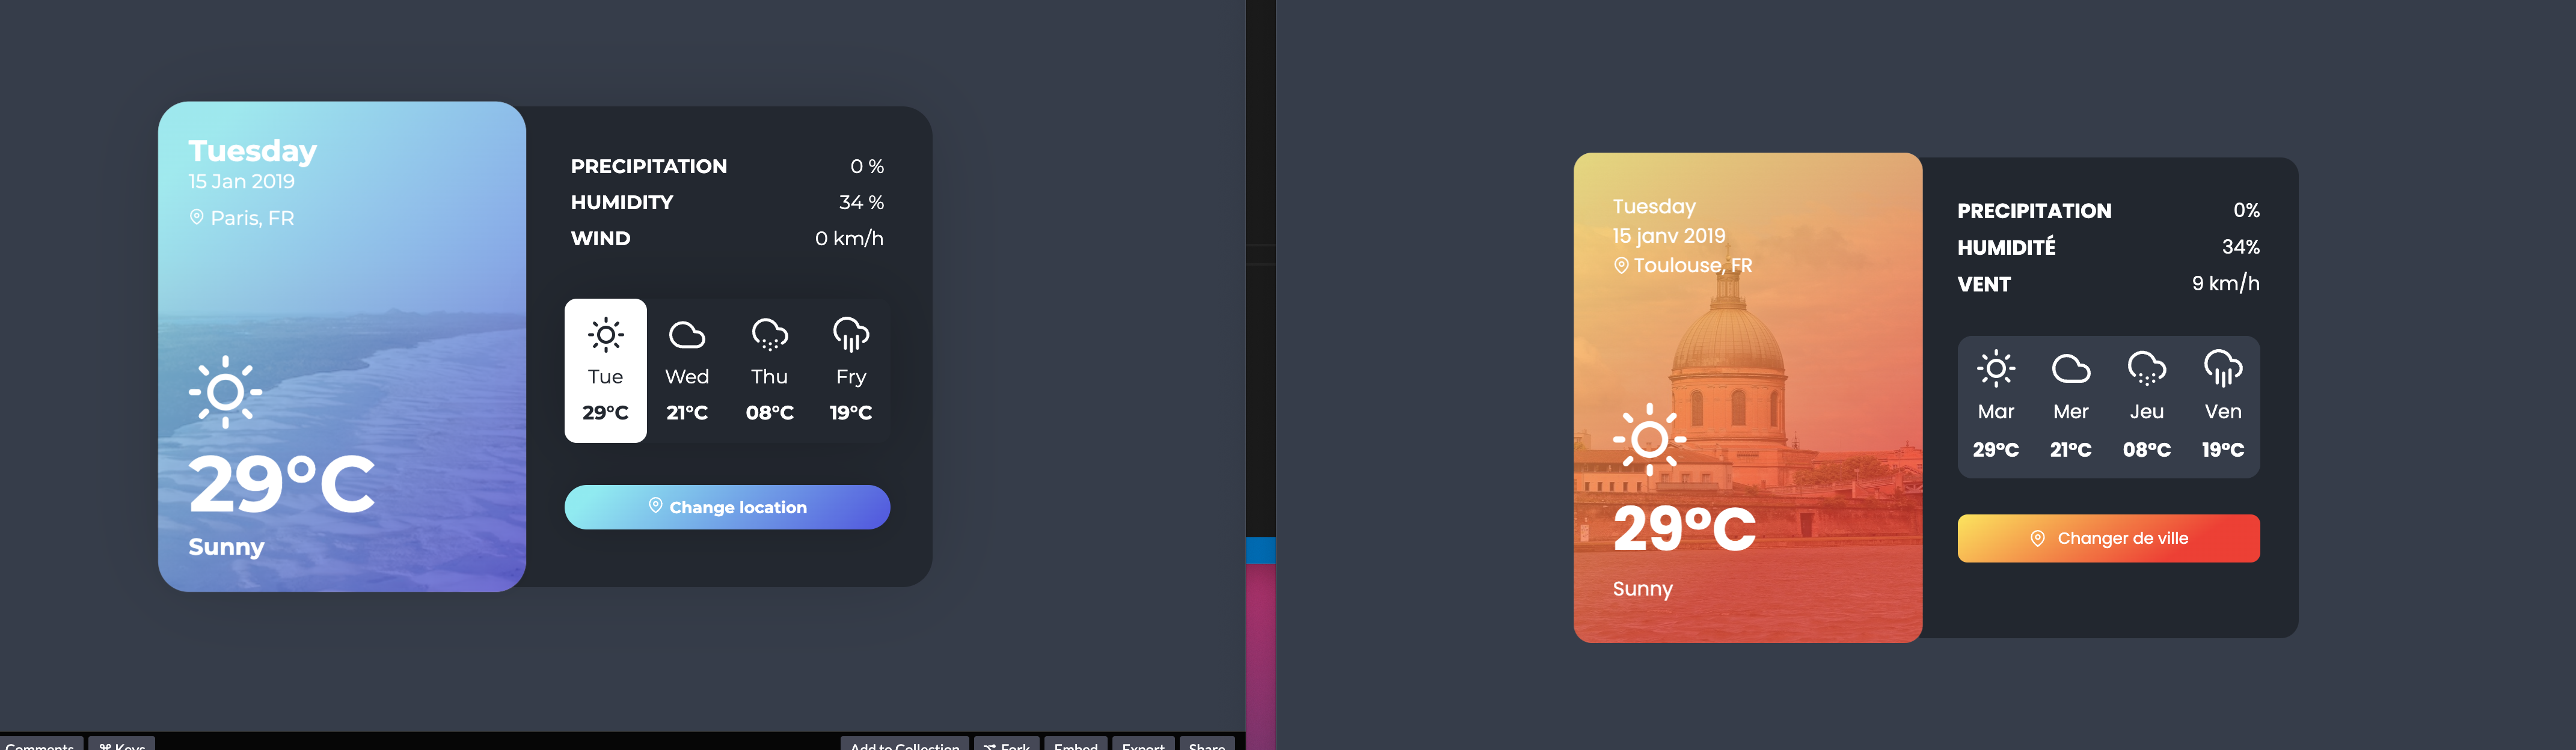 Tuesday
15 Jan 2019
Paris, FR
29°C
Sunny
PRECIPITATION 0 %
HUMIDITY 34 %
WIND 0 km/h
Tue Wed Thu Fry
29°C 21°C 08°C 19°C
Change location
Comments ⌘ Keys Add to Collection Fork Embed Export Share
Tuesday
15 janv 2019
Toulouse, FR
29°C
Sunny
PRECIPITATION 0%
HUMIDITÉ 34%
VENT 9 km/h
Mar Mer Jeu Ven
29°C 21°C 08°C 19°C
Changer de ville